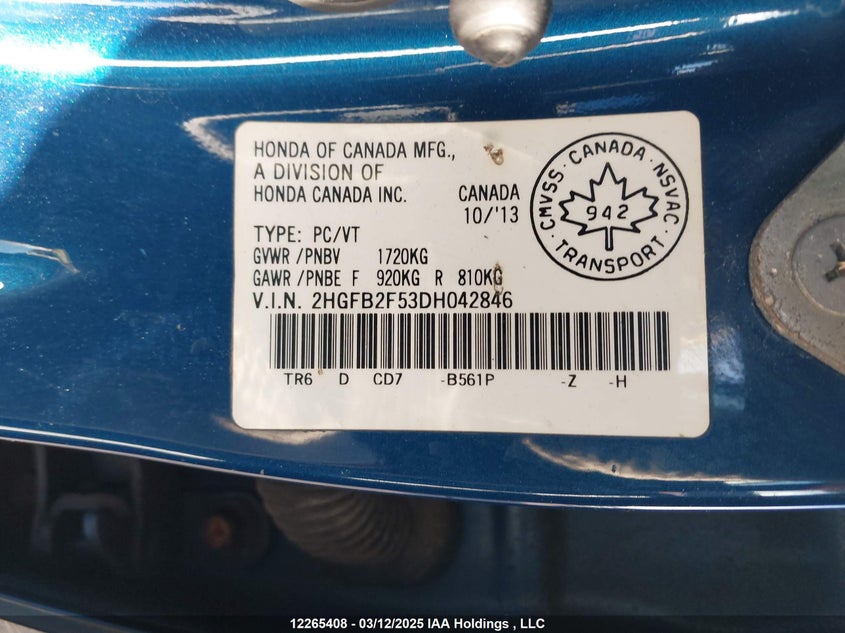 HONDA OF CANADA MFG.,
A DIVISION OF
HONDA CANADA INC. CANADA
10/'13
TYPE: PC/VT
GVWR /PNBV 1720KG
GAWR /PNBE F 920KG R 810KG
V.I.N. 2HGFB2F53DH042846
TR6 D CD7 -B561P -Z -H
CMVSS · CANADA · NSVAC
942
TRANSPORT
12265408 - 03/12/2025 IAA Holdings , LLC